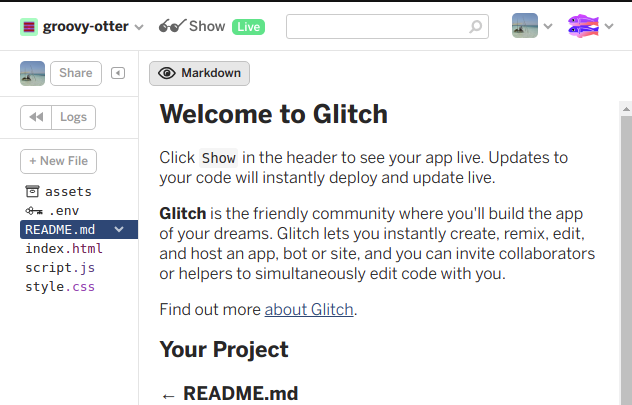 groovy-otter Show Live
Share Markdown
Logs
+ New File
assets
.env
README.md
index.html
script.js
style.css
Welcome to Glitch
Click Show in the header to see your app live. Updates to
your code will instantly deploy and update live.
Glitch is the friendly community where you'll build the app
of your dreams. Glitch lets you instantly create, remix, edit,
and host an app, bot or site, and you can invite collaborators
or helpers to simultaneously edit code with you.
Find out more about Glitch.
Your Project
← README.md